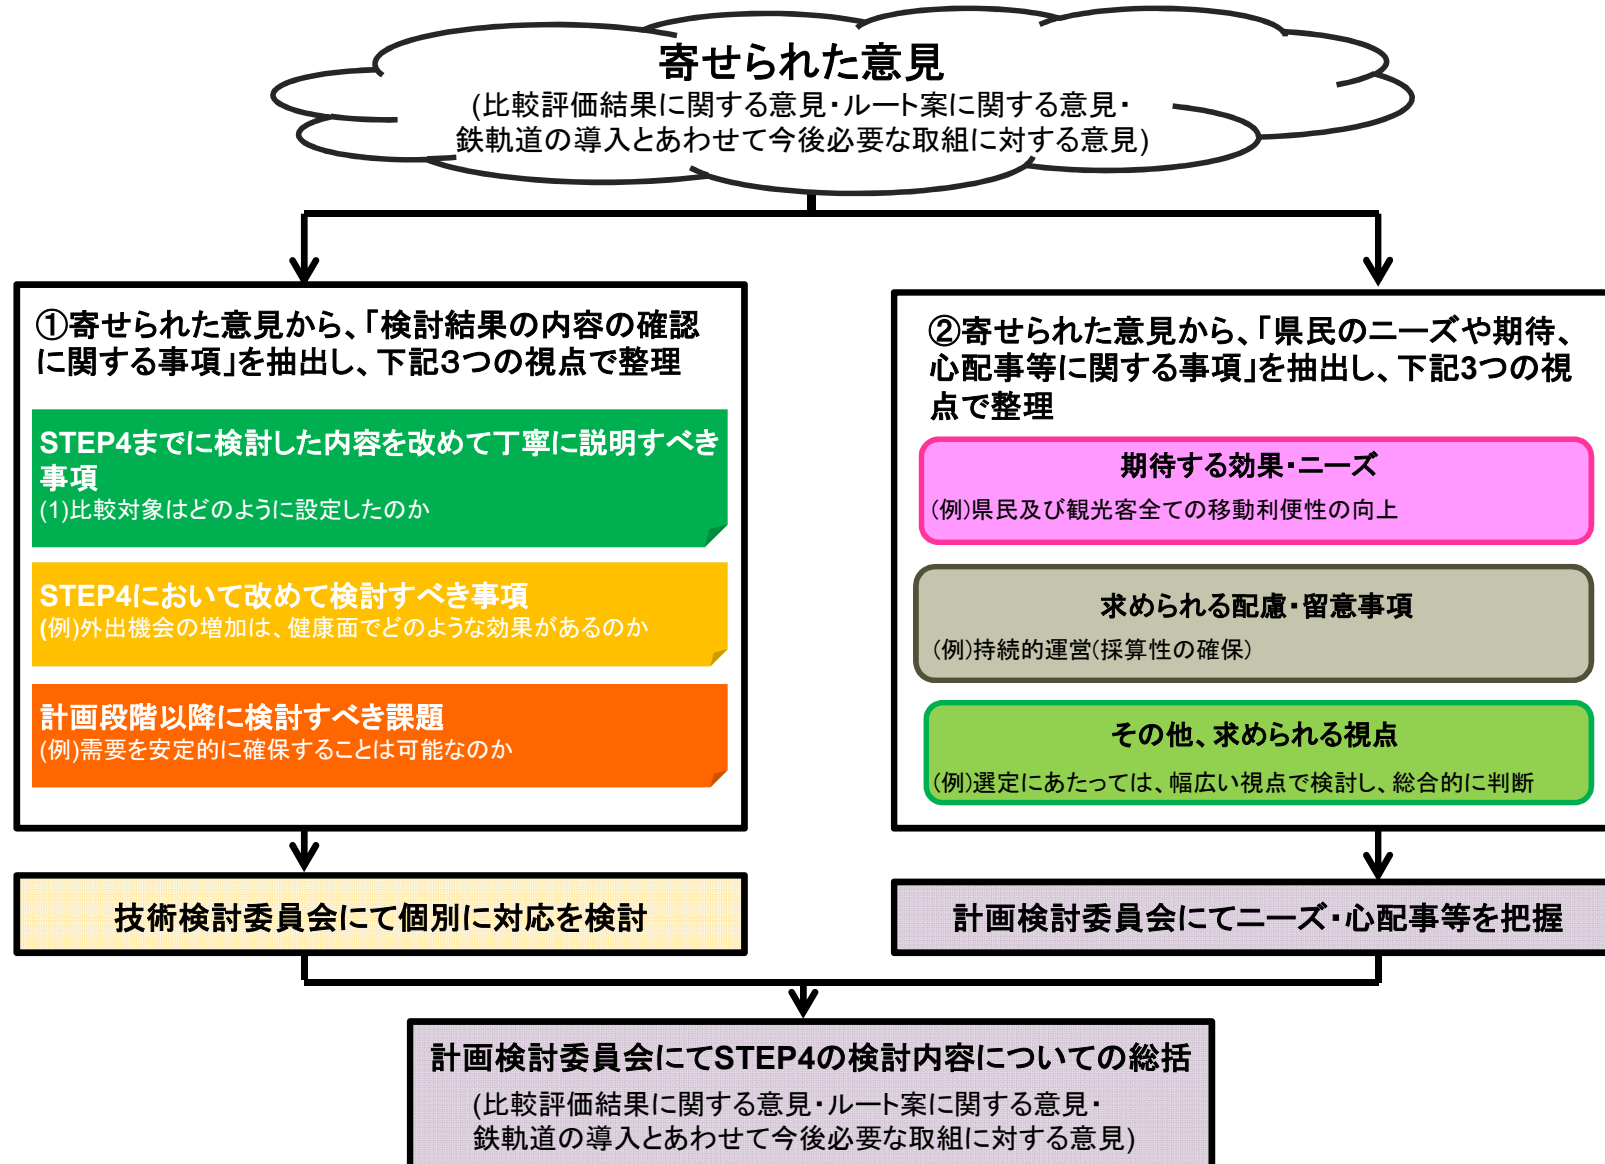 寄せられた意見
(比較評価結果に関する意見・ルート案に関する意見・
鉄軌道の導入とあわせて今後必要な取組に対する意見)
①寄せられた意見から、「検討結果の内容の確認
に関する事項」を抽出し、下記３つの視点で整理
STEP4までに検討した内容を改めて丁寧に説明すべき
事項
(1)比較対象はどのように設定したのか
STEP4において改めて検討すべき事項
(例)外出機会の増加は、健康面でどのような効果があるのか
計画段階以降に検討すべき課題
(例)需要を安定的に確保することは可能なのか
技術検討委員会にて個別に対応を検討
②寄せられた意見から、「県民のニーズや期待、
心配事等に関する事項」を抽出し、下記3つの視
点で整理
期待する効果・ニーズ
(例)県民及び観光客全ての移動利便性の向上
求められる配慮・留意事項
(例)持続的運営(採算性の確保)
その他、求められる視点
(例)選定にあたっては、幅広い視点で検討し、総合的に判断
計画検討委員会にてニーズ・心配事等を把握
計画検討委員会にてSTEP4の検討内容についての総括
(比較評価結果に関する意見・ルート案に関する意見・
鉄軌道の導入とあわせて今後必要な取組に対する意見)